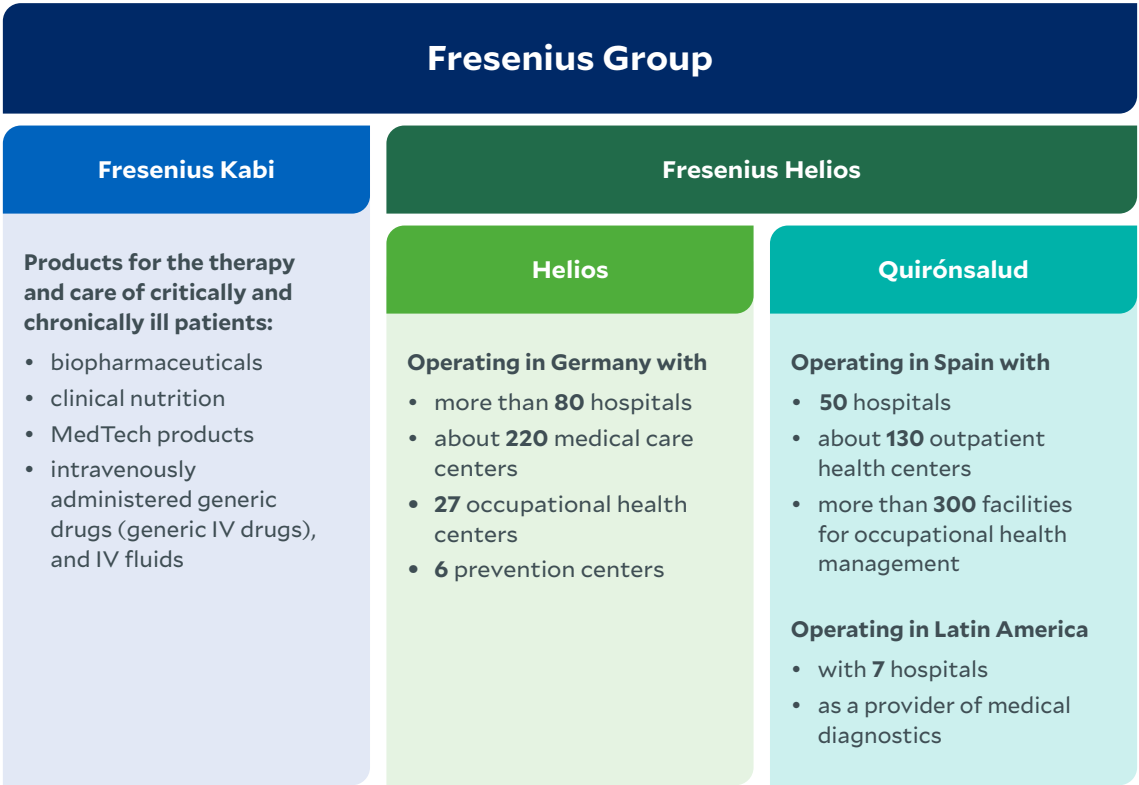 Fresenius Group
Fresenius Kabi
Products for the therapy
and care of critically and
chronically ill patients:
• biopharmaceuticals
• clinical nutrition
• MedTech products
• intravenously
administered generic
drugs (generic IV drugs),
and IV fluids
Fresenius Helios
Helios
Operating in Germany with
• more than 80 hospitals
• about 220 medical care
centers
• 27 occupational health
centers
• 6 prevention centers
Quirónsalud
Operating in Spain with
• 50 hospitals
• about 130 outpatient
health centers
• more than 300 facilities
for occupational health
management
Operating in Latin America
• with 7 hospitals
• as a provider of medical
diagnostics